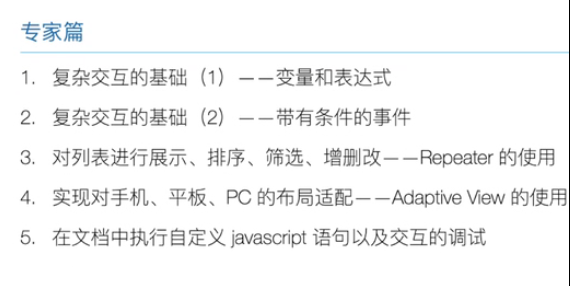 专家篇
1. 复杂交互的基础（1）——变量和表达式
2. 复杂交互的基础（2）——带有条件的事件
3. 对列表进行展示、排序、筛选、增删改——Repeater 的使用
4. 实现对手机、平板、PC 的布局适配——Adaptive View 的使用
5. 在文档中执行自定义 javascript 语句以及交互的调试